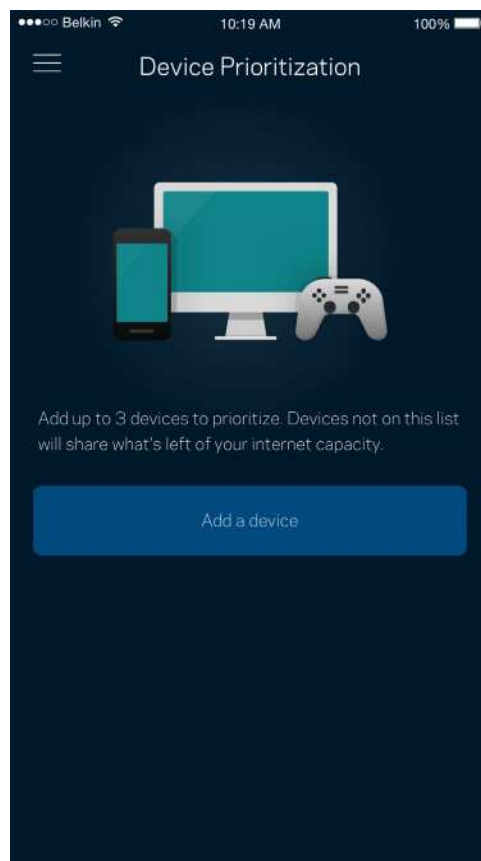 Belkin 10:19 AM 100%
Device Prioritization
Add up to 3 devices to prioritize. Devices not on this list
will share what's left of your internet capacity.
Add a device